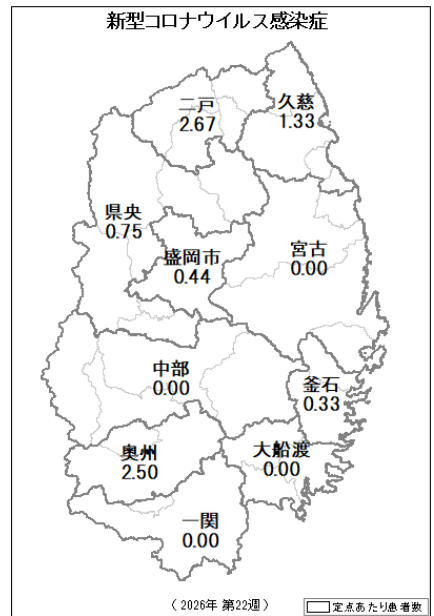 新型コロナウイルス感染症
二戸
2.67
久慈
1.33
県央
0.75
盛岡市
0.44
宮古
0.00
中部
0.00
釜石
0.33
奥州
2.50
大船渡
0.00
一関
0.00
（2026年 第22週）
定点あたり患者数